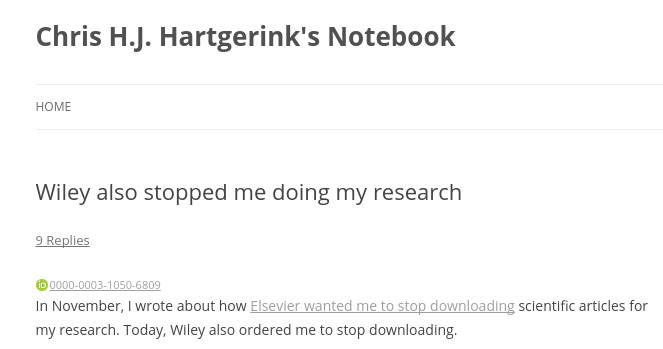 Chris H.J. Hartgerink's Notebook
HOME
Wiley also stopped me doing my research
9 Replies
iD 0000-0003-1050-6809
In November, I wrote about how Elsevier wanted me to stop downloading scientific articles for
my research. Today, Wiley also ordered me to stop downloading.